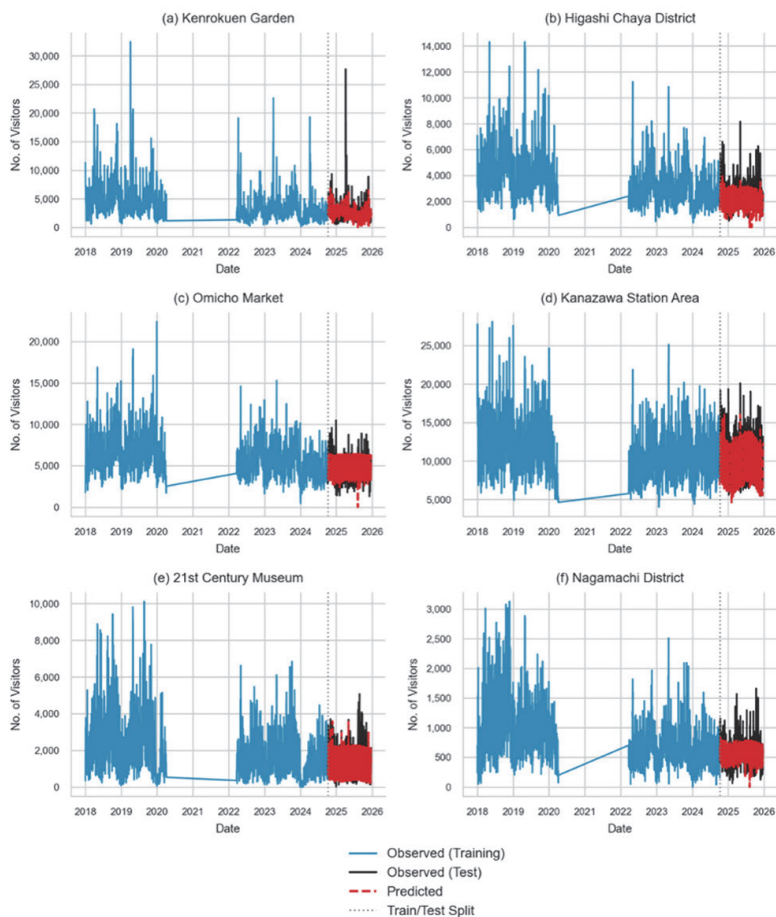 (a) Kenrokuen Garden
No. of Visitors
30,000
25,000
20,000
15,000
10,000
5,000
0
2018 2019 2020 2021 2022 2023 2024 2025 2026
Date
(b) Higashi Chaya District
No. of Visitors
14,000
12,000
10,000
8,000
6,000
4,000
2,000
0
2018 2019 2020 2021 2022 2023 2024 2025 2026
Date
(c) Omicho Market
No. of Visitors
20,000
15,000
10,000
5,000
0
2018 2019 2020 2021 2022 2023 2024 2025 2026
Date
(d) Kanazawa Station Area
No. of Visitors
25,000
20,000
15,000
10,000
5,000
2018 2019 2020 2021 2022 2023 2024 2025 2026
Date
(e) 21st Century Museum
No. of Visitors
10,000
8,000
6,000
4,000
2,000
0
2018 2019 2020 2021 2022 2023 2024 2025 2026
Date
(f) Nagamachi District
No. of Visitors
3,000
2,500
2,000
1,500
1,000
500
0
2018 2019 2020 2021 2022 2023 2024 2025 2026
Date
Observed (Training)
Observed (Test)
Predicted
Train/Test Split